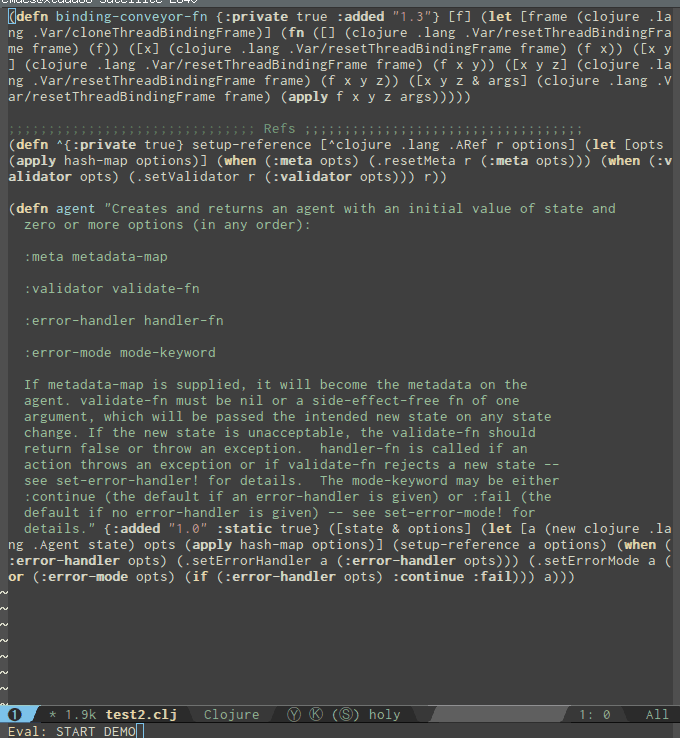 (defn binding-conveyor-fn {:private true :added "1.3"} [f] (let [frame (clojure .la
ng .Var/cloneThreadBindingFrame)] (fn ([] (clojure .lang .Var/resetThreadBindingFra
me frame) (f)) ([x] (clojure .lang .Var/resetThreadBindingFrame frame) (f x)) ([x y
] (clojure .lang .Var/resetThreadBindingFrame frame) (f x y)) ([x y z] (clojure .la
ng .Var/resetThreadBindingFrame frame) (f x y z)) ([x y z & args] (clojure .lang .V
ar/resetThreadBindingFrame frame) (apply f x y z args)))))
;;;;;;;;;;;;;;;;;;;;;;;;;;;;;;; Refs ;;;;;;;;;;;;;;;;;;;;;;;;;;;;;;;;;;;
(defn ^{:private true} setup-reference [^clojure .lang .ARef r options] (let [opts
(apply hash-map options)] (when (:meta opts) (.resetMeta r (:meta opts))) (when (:v
alidator opts) (.setValidator r (:validator opts))) r))
(defn agent "Creates and returns an agent with an initial value of state and
zero or more options (in any order):
:meta metadata-map
:validator validate-fn
:error-handler handler-fn
:error-mode mode-keyword
If metadata-map is supplied, it will become the metadata on the
agent. validate-fn must be nil or a side-effect-free fn of one
argument, which will be passed the intended new state on any state
change. If the new state is unacceptable, the validate-fn should
return false or throw an exception.  handler-fn is called if an
action throws an exception or if validate-fn rejects a new state --
see set-error-handler! for details.  The mode-keyword may be either
:continue (the default if an error-handler is given) or :fail (the
default if no error-handler is given) -- see set-error-mode! for
details." {:added "1.0" :static true} ([state & options] (let [a (new clojure .la
ng .Agent state) opts (apply hash-map options)] (setup-reference a options) (when (
:error-handler opts) (.setErrorHandler a (:error-handler opts))) (.setErrorMode a (
or (:error-mode opts) (if (:error-handler opts) :continue :fail))) a)))
~
~
~
~
~
~
~
~
❶ * 1.9k test2.clj Clojure Ⓨ Ⓚ (Ⓢ) holy 1: 0 All
Eval: START DEMO